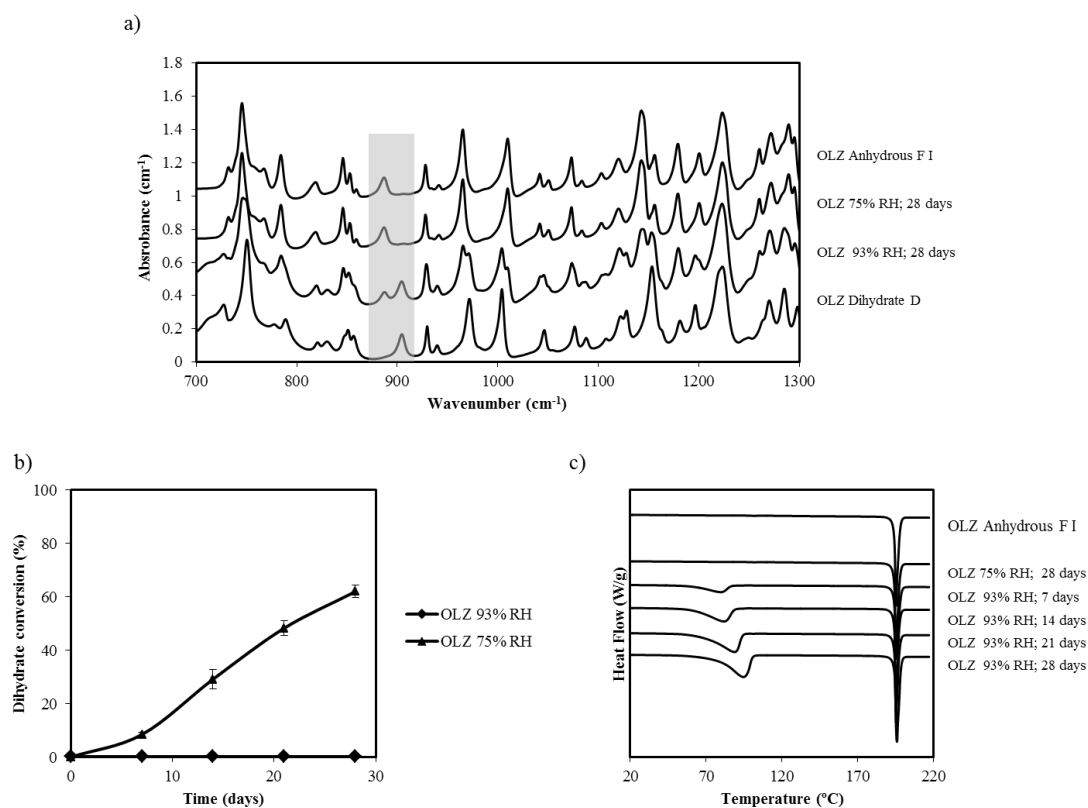 a)
1.8
1.6
1.4
1.2
1
0.8
0.6
0.4
0.2
0
Absrobance (cm-1)
700 800 900 1000 1100 1200 1300
Wavenumber (cm-1)
OLZ Anhydrous F I
OLZ 75% RH; 28 days
OLZ 93% RH; 28 days
OLZ Dihydrate D
b)
100
80
60
40
20
0
Dihydrate conversion (%)
0 10 20 30
Time (days)
OLZ 93% RH
OLZ 75% RH
c)
Heat Flow (W/g)
20 70 120 170 220
Temperature (ºC)
OLZ Anhydrous F I
OLZ 75% RH; 28 days
OLZ 93% RH; 7 days
OLZ 93% RH; 14 days
OLZ 93% RH; 21 days
OLZ 93% RH; 28 days